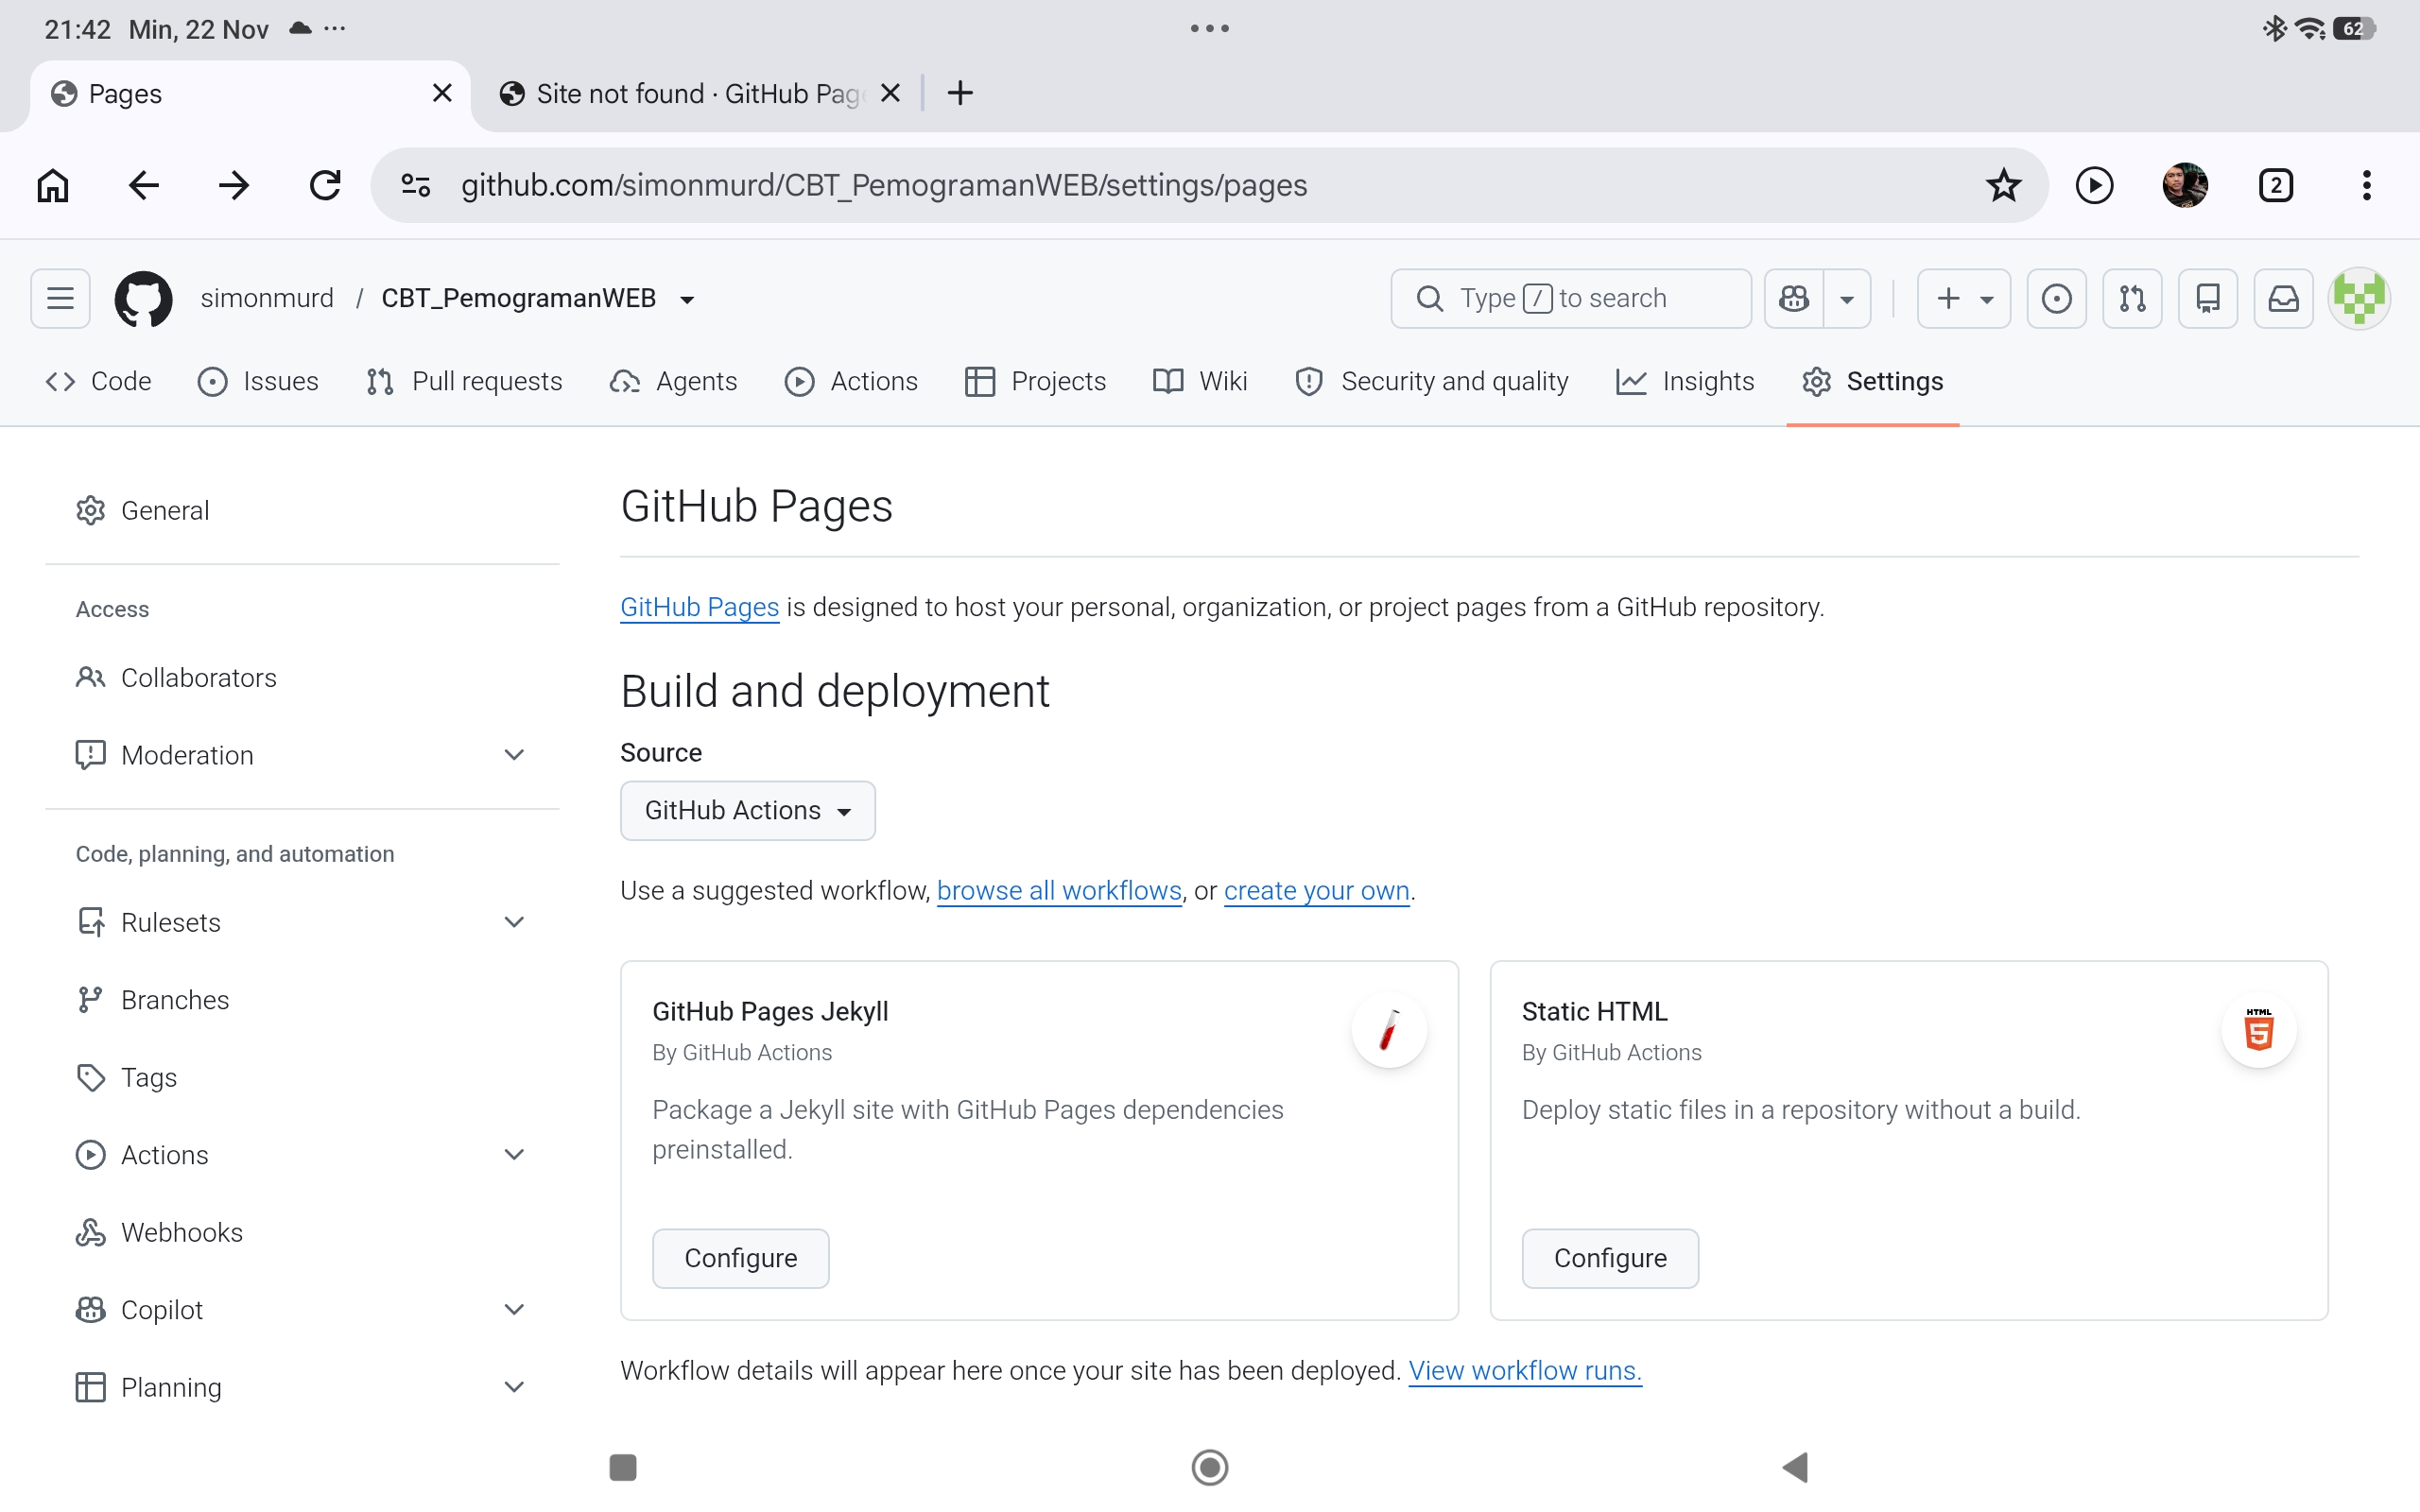 21:42 Min, 22 Nov
62
Pages
Site not found · GitHub Pag
github.com/simonmurd/CBT_PemogramanWEB/settings/pages
2
simonmurd / CBT_PemogramanWEB
Type / to search
Code
Issues
Pull requests
Agents
Actions
Projects
Wiki
Security and quality
Insights
Settings
General
Access
Collaborators
Moderation
Code, planning, and automation
Rulesets
Branches
Tags
Actions
Webhooks
Copilot
Planning
GitHub Pages
GitHub Pages is designed to host your personal, organization, or project pages from a GitHub repository.
Build and deployment
Source
GitHub Actions
Use a suggested workflow, browse all workflows, or create your own.
GitHub Pages Jekyll
By GitHub Actions
Package a Jekyll site with GitHub Pages dependencies
preinstalled.
Configure
Static HTML
By GitHub Actions
HTML
5
Deploy static files in a repository without a build.
Configure
Workflow details will appear here once your site has been deployed. View workflow runs.